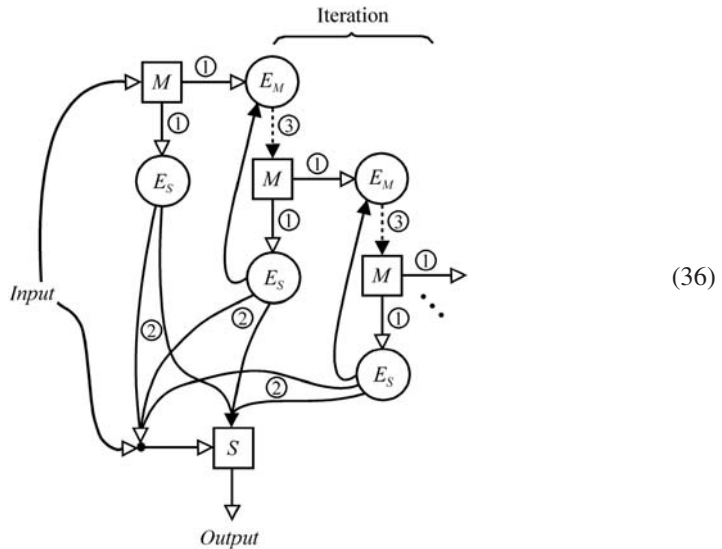 Iteration
M ① E_M
① ③
E_S M ① E_M
① ③
E_S M ①
Input (36)
② ② ①
② E_S
S
Output